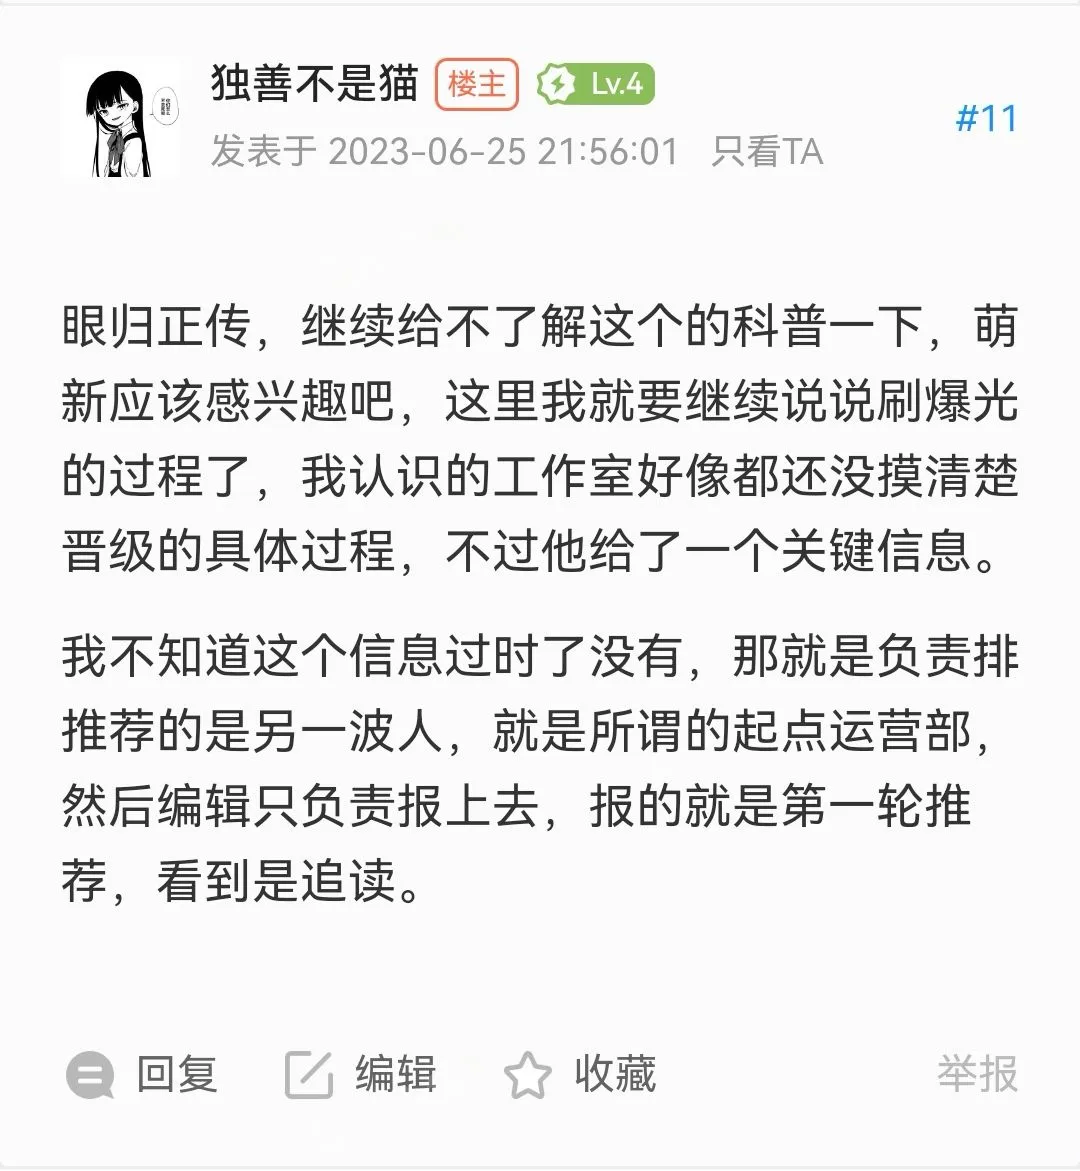 独善不是猫 楼主 Lv.4
#11
发表于 2023-06-25 21:56:01 只看TA
眼归正传，继续给不了解这个的科普一下，萌
新应该感兴趣吧，这里我就要继续说说刷爆光
的过程了，我认识的工作室好像都还没摸清楚
晋级的具体过程，不过他给了一个关键信息。
我不知道这个信息过时了没有，那就是负责排
推荐的是另一波人，就是所谓的起点运营部，
然后编辑只负责报上去，报的就是第一轮推
荐，看到是追读。
回复 编辑 收藏 举报